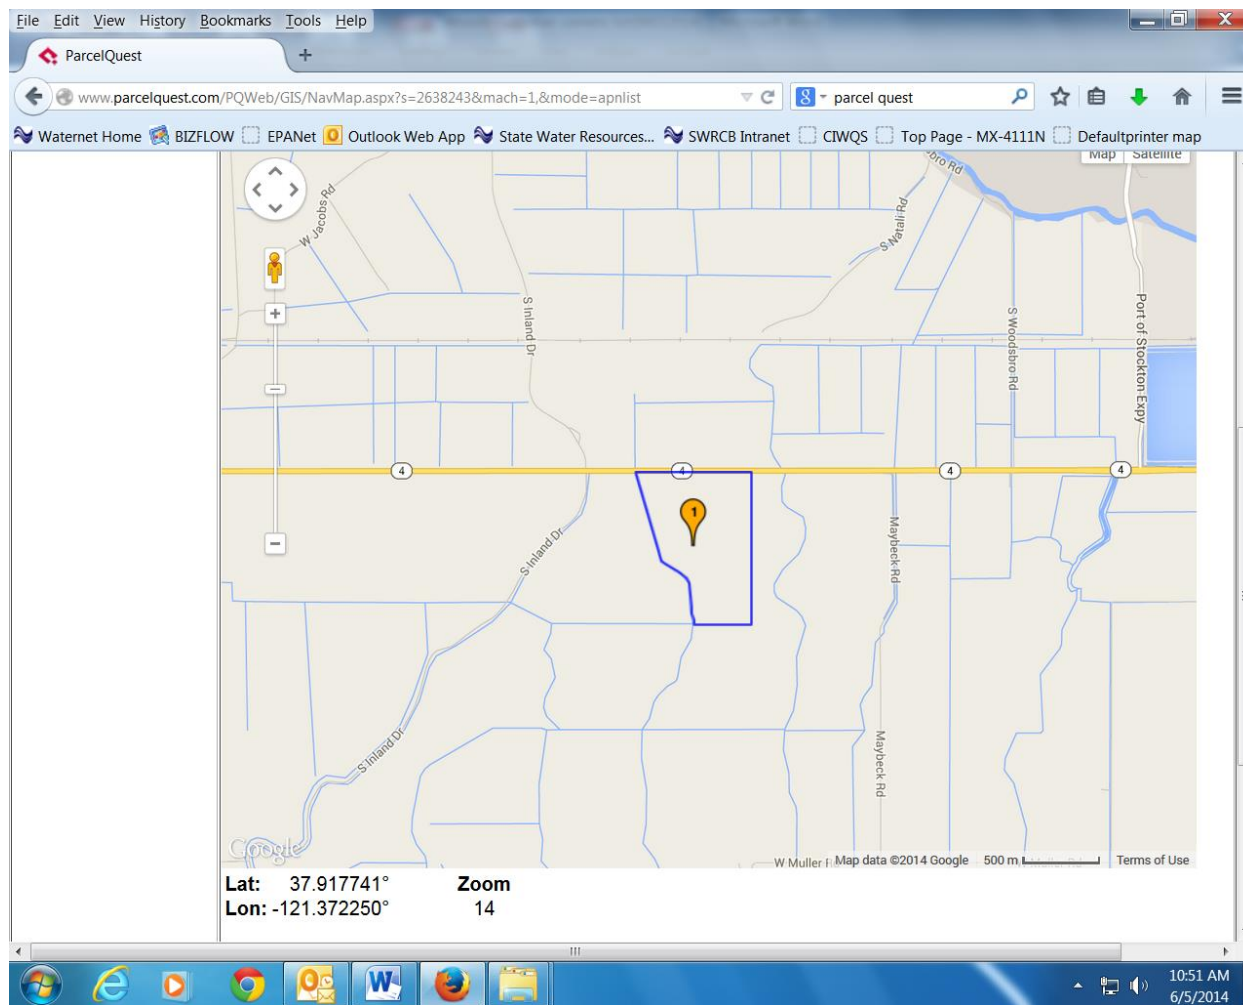 File Edit View History Bookmarks Tools Help
ParcelQuest +
www.parcelquest.com/PQWeb/GIS/NavMap.aspx?s=2638243&mach=1,&mode=apnlist
8 parcel quest
Waternet Home BIZFLOW EPANet Outlook Web App State Water Resources... SWRCB Intranet CIWQS Top Page - MX-4111N Defaultprinter map
Map Satellite
sbro Rd
W Jacobs Rd
S Natali Rd
S Inland Dr
S Woodsbro Rd
Port of Stockton Expy
4
4
4
4
1
S Inland Dr
Maybeck Rd
S Inland Dr
Maybeck Rd
Google
W Muller
Map data ©2014 Google 500 m Terms of Use
Lat: 37.917741° Zoom
Lon: -121.372250° 14
10:51 AM
6/5/2014